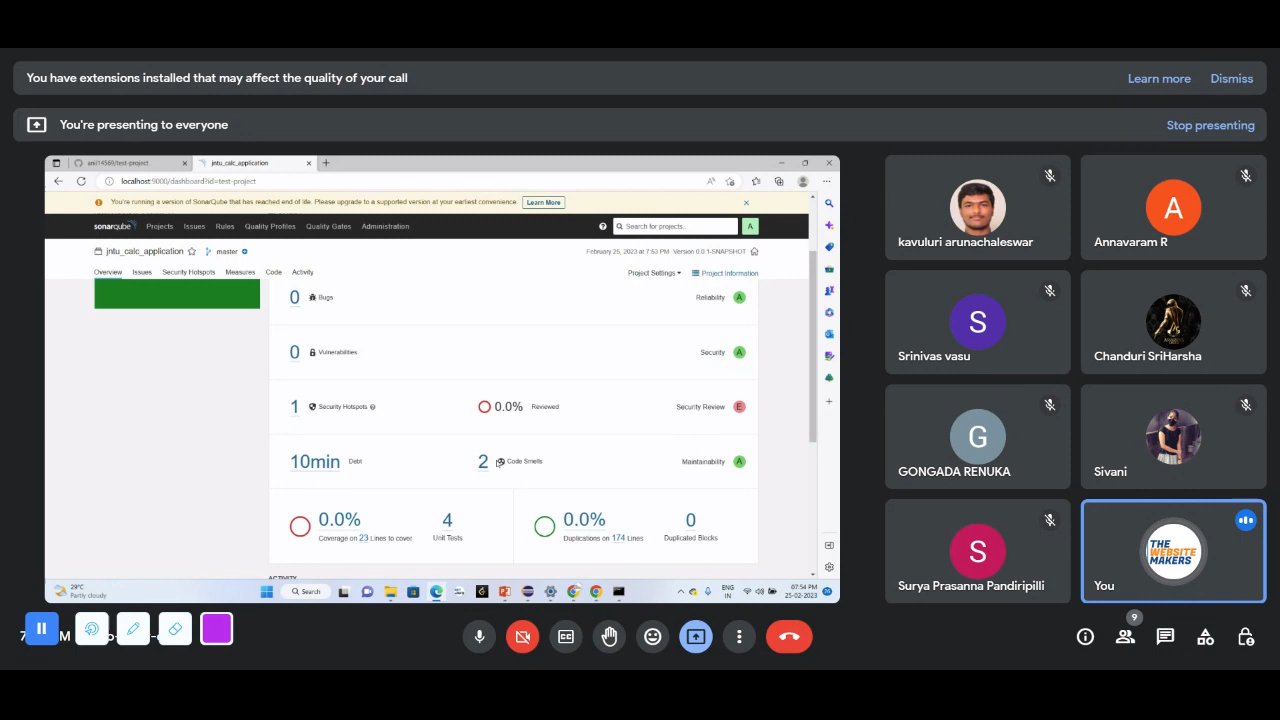 You have extensions installed that may affect the quality of your call
Learn more
Dismiss
You're presenting to everyone
Stop presenting
anil14569/test-project
jntu_calc_application
localhost:9000/dashboard?id=test-project
You're running a version of SonarQube that has reached end of life. Please upgrade to a supported version at your earliest convenience.
Learn More
sonarqube
Projects
Issues
Rules
Quality Profiles
Quality Gates
Administration
Search for projects...
A
jntu_calc_application
master
February 25, 2023 at 7:53 PM Version 0.0.1-SNAPSHOT
Overview
Issues
Security Hotspots
Measures
Code
Activity
Project Settings
Project Information
0 Bugs
Reliability A
0 Vulnerabilities
Security A
1 Security Hotspots
0.0% Reviewed
Security Review E
10min Debt
2 Code Smells
Maintainability A
0.0%
Coverage on 23 Lines to cover
4
Unit Tests
0.0%
Duplications on 174 Lines
0
Duplicated Blocks
ACTIVITY
29°C
Partly cloudy
Search
ENG
IN
07:54 PM
25-02-2023
kavuluri arunachaleswar
A
Anivaram R
S
Srinivas vasu
Chanduri SriHarsha
G
GONGADA RENUKA
Sivani
S
Surya Prasanna Pandiripilli
THE
WEBSITE
MAKERS
You
9